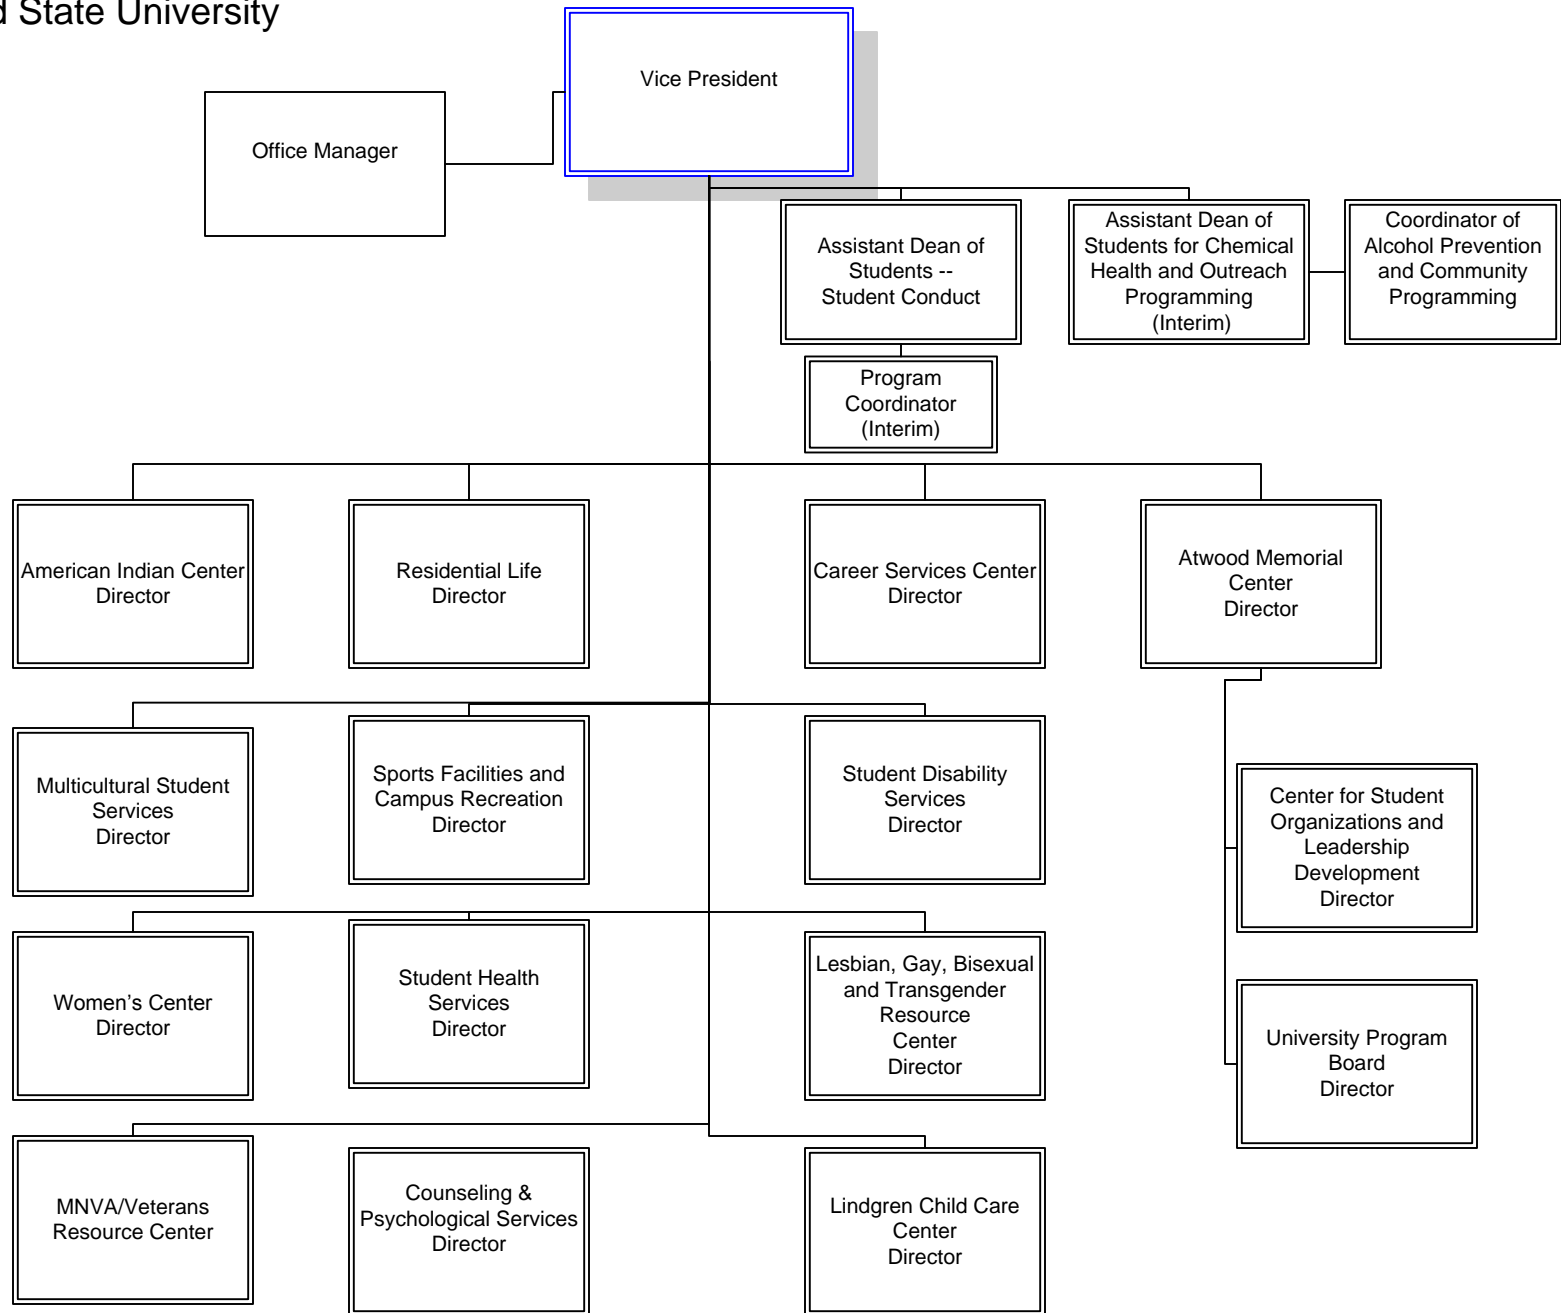 d State University
Vice President
Office Manager
Assistant Dean of
Students --
Student Conduct
Assistant Dean of
Students for Chemical
Health and Outreach
Programming
(Interim)
Coordinator of
Alcohol Prevention
and Community
Programming
Program
Coordinator
(Interim)
American Indian Center
Director
Residential Life
Director
Career Services Center
Director
Atwood Memorial
Center
Director
Multicultural Student
Services
Director
Sports Facilities and
Campus Recreation
Director
Student Disability
Services
Director
Center for Student
Organizations and
Leadership
Development
Director
Women’s Center
Director
Student Health
Services
Director
Lesbian, Gay, Bisexual
and Transgender
Resource
Center
Director
University Program
Board
Director
MNVA/Veterans
Resource Center
Counseling &
Psychological Services
Director
Lindgren Child Care
Center
Director